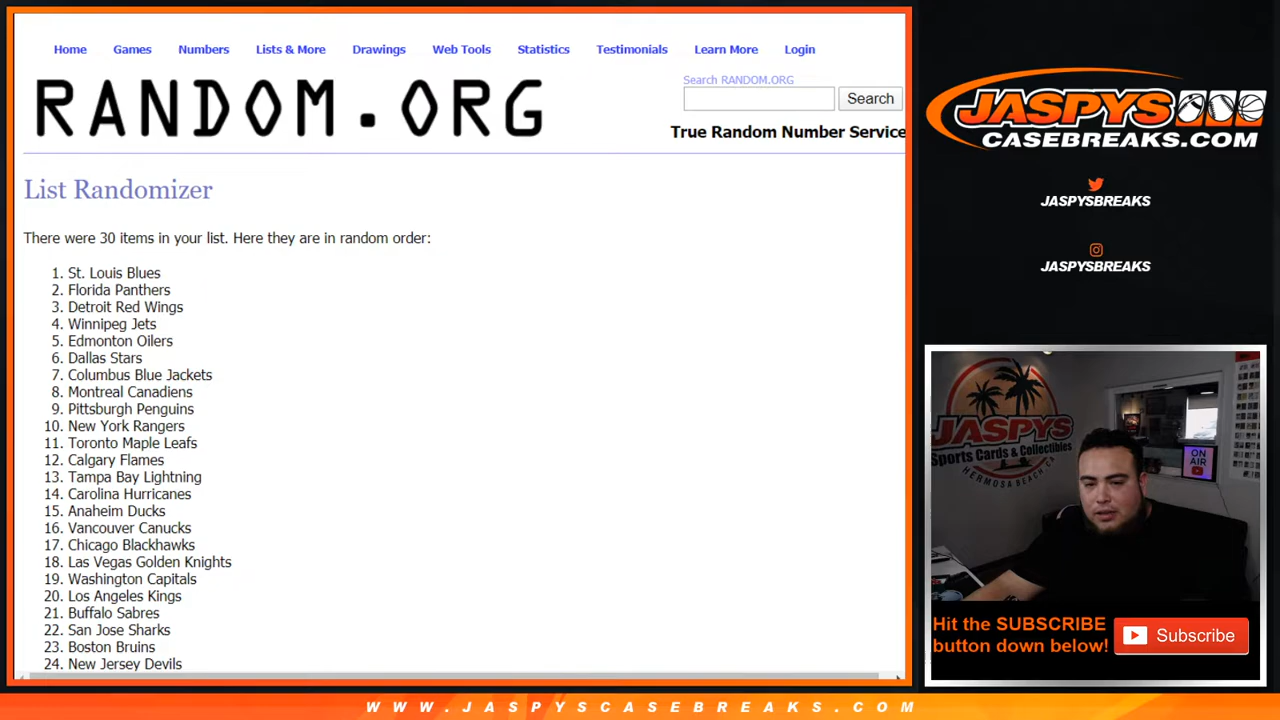 Home Games Numbers Lists & More Drawings Web Tools Statistics Testimonials Learn More Login
RANDOM.ORG
Search RANDOM.ORG
Search
True Random Number Service
List Randomizer
There were 30 items in your list. Here they are in random order:
1. St. Louis Blues
2. Florida Panthers
3. Detroit Red Wings
4. Winnipeg Jets
5. Edmonton Oilers
6. Dallas Stars
7. Columbus Blue Jackets
8. Montreal Canadiens
9. Pittsburgh Penguins
10. New York Rangers
11. Toronto Maple Leafs
12. Calgary Flames
13. Tampa Bay Lightning
14. Carolina Hurricanes
15. Anaheim Ducks
16. Vancouver Canucks
17. Chicago Blackhawks
18. Las Vegas Golden Knights
19. Washington Capitals
20. Los Angeles Kings
21. Buffalo Sabres
22. San Jose Sharks
23. Boston Bruins
24. New Jersey Devils
JASPYS
CASEBREAKS.COM
JASPYSBREAKS
JASPYSBREAKS
JASPYS
Sports Cards & Collectibles
HERMOSA BEACH, CA
ON AIR
Hit the SUBSCRIBE
button down below!
Subscribe
WWW.JASPYSCASEBREAKS.COM